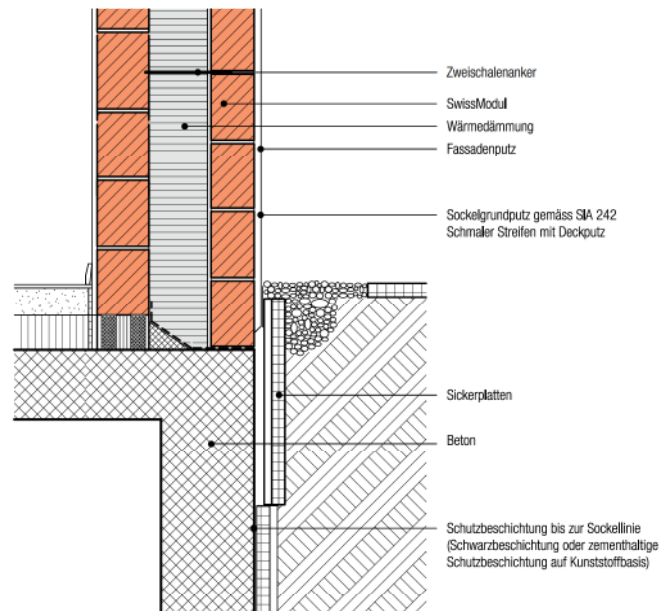 Zweischalenanker
SwissModul
Wärmedämmung
Fassadenputz
Sockelgrundputz gemäss SIA 242
Schmaler Streifen mit Deckputz
Sickerplatten
Beton
Schutzbeschichtung bis zur Sockellinie
(Schwarzbeschichtung oder zementhaltige
Schutzbeschichtung auf Kunststoffbasis)